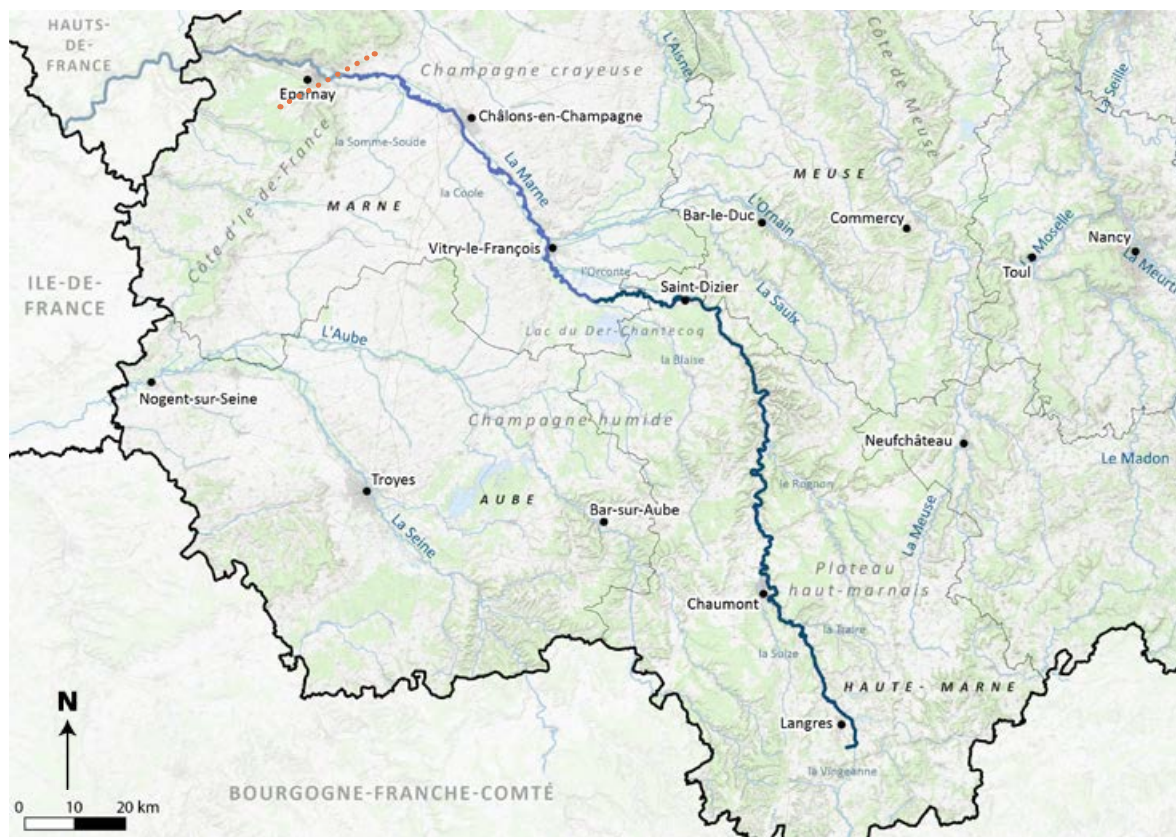 HAUTS-
DE-
FRANCE
L'Aisne
Côte de Meuse
La Seille
Champagne crayeuse
Epernay
Châlons-en-Champagne
la Somme-Soude
La Marne
Côte d'Ile-de-France
MARNE
la Coole
MEUSE
Bar-le-Duc
L'Ornain
Commercy
La Moselle
Nancy
Toul
La Meurt
Vitry-le-François
l'Orconte
ILE-DE-
FRANCE
Saint-Dizier
La Saulx
Lac du Der-Chantecoq
L'Aube
la Blaise
Nogent-sur-Seine
Champagne humide
Neufchâteau
Le Madon
Troyes
AUBE
le Rognon
La Seine
Bar-sur-Aube
La Meuse
Plateau
haut-marnais
Chaumont
la Traire
la Suize
HAUTE-MARNE
N
Langres
la Vingeanne
BOURGOGNE-FRANCHE-COMTÉ
0 10 20 km